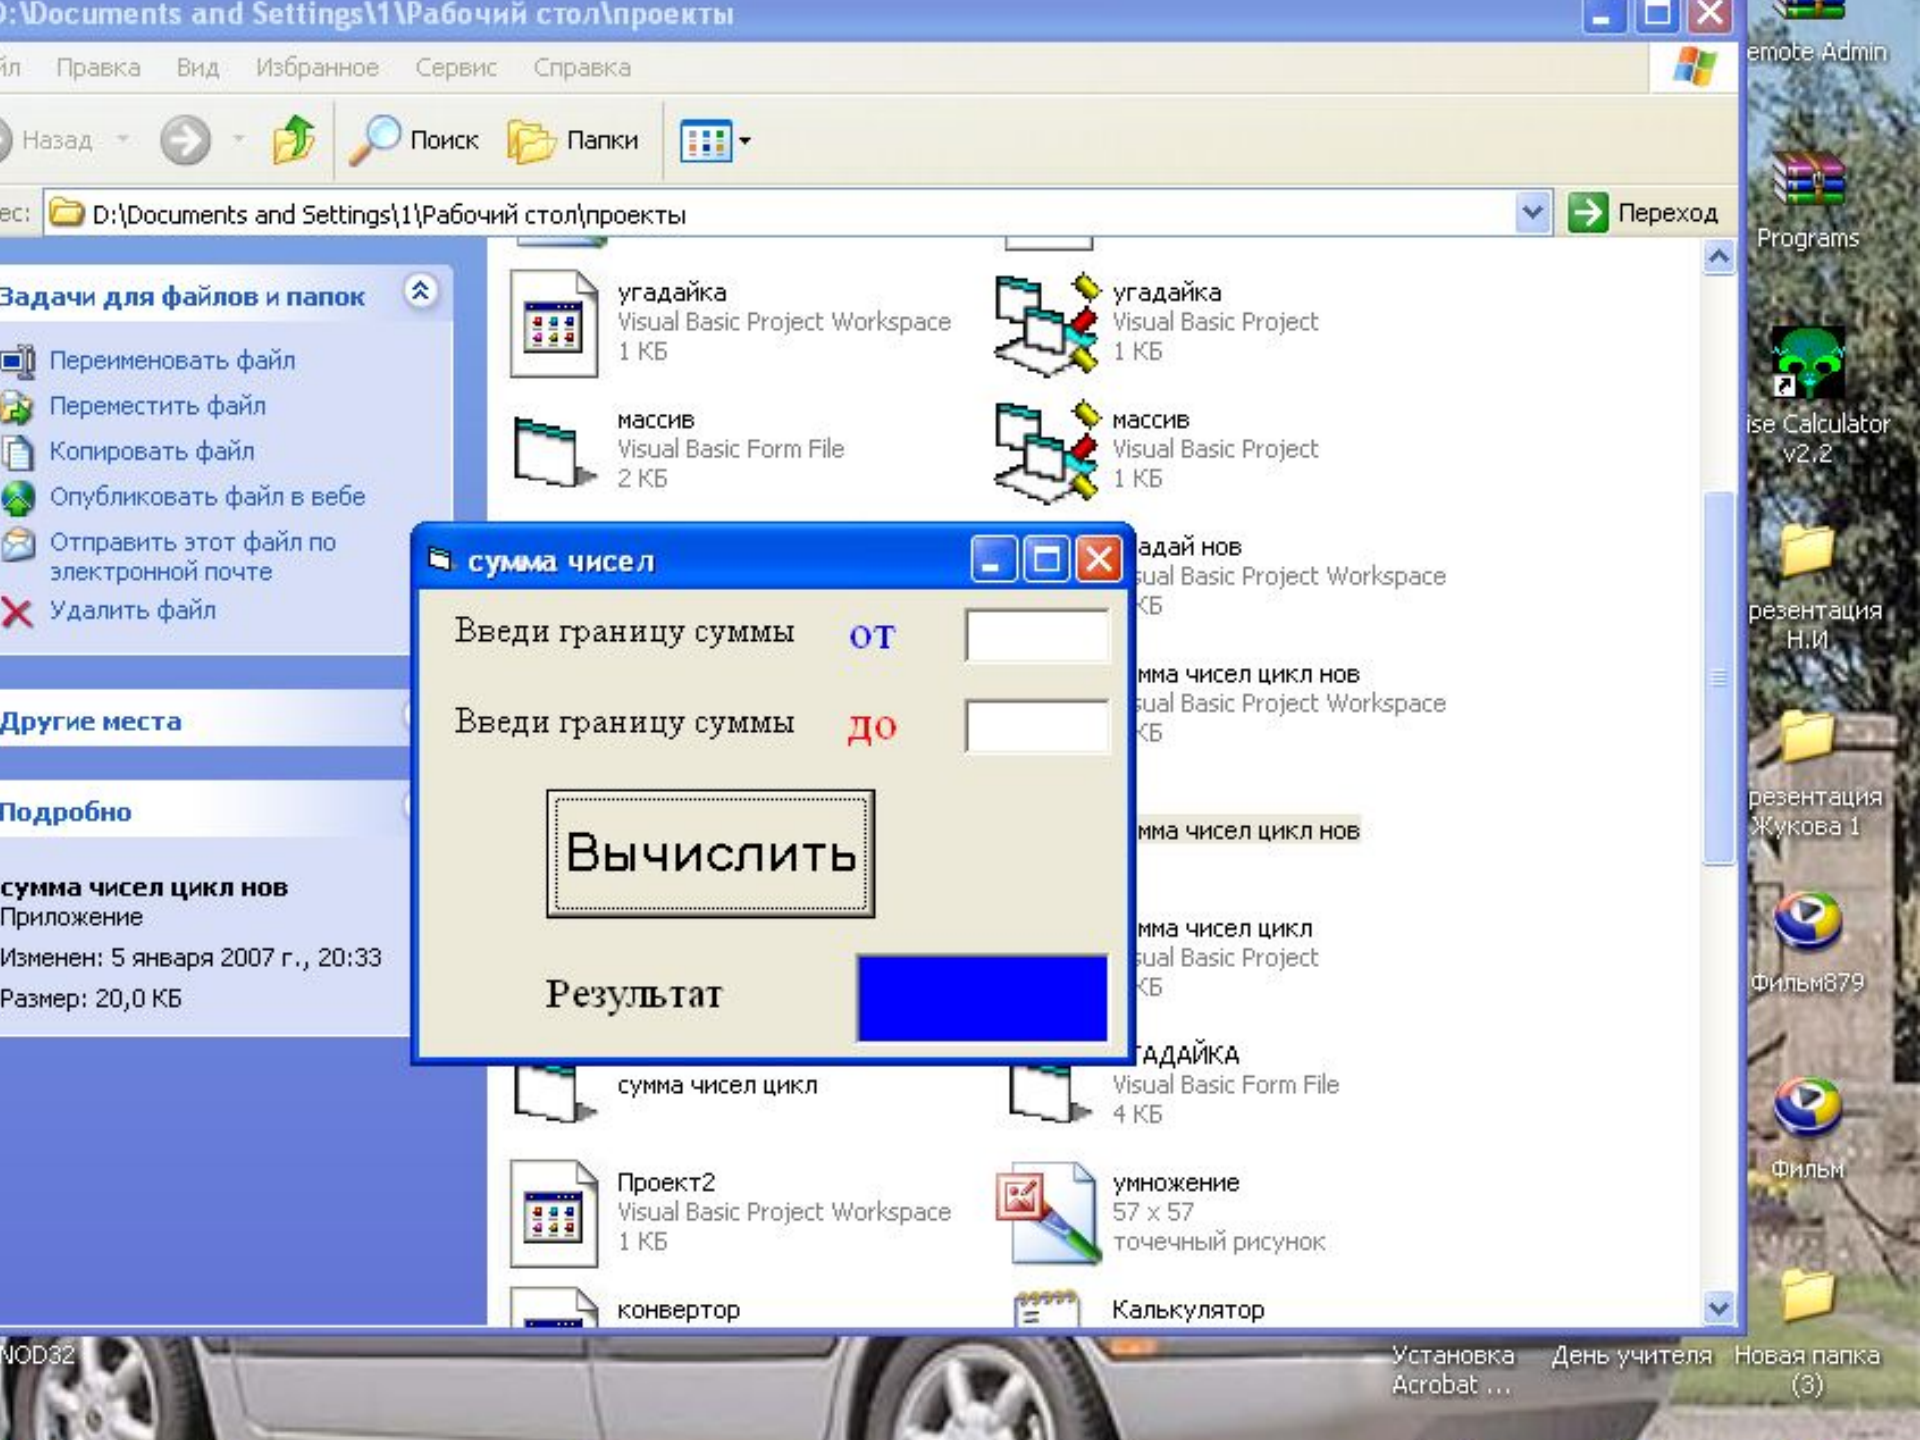 D:\Documents and Settings\1\Рабочий стол\проекты
Правка Вид Избранное Сервис Справка
Назад Поиск Папки
D:\Documents and Settings\1\Рабочий стол\проекты Переход
Задачи для файлов и папок
Переименовать файл
Переместить файл
Копировать файл
Опубликовать файл в вебе
Отправить этот файл по
электронной почте
Удалить файл
Другие места
Подробно
сумма чисел цикл нов
Приложение
Изменен: 5 января 2007 г., 20:33
Размер: 20,0 КБ
угадайка
Visual Basic Project Workspace
1 КБ
угадайка
Visual Basic Project
1 КБ
массив
Visual Basic Form File
2 КБ
массив
Visual Basic Project
1 КБ
адай нов
sual Basic Project Workspace
КБ
мма чисел цикл нов
sual Basic Project Workspace
КБ
мма чисел цикл нов
мма чисел цикл
sual Basic Project
КБ
сумма чисел
Введи границу суммы от
Введи границу суммы до
Вычислить
Результат
сумма чисел цикл
ГАДАЙКА
Visual Basic Form File
4 КБ
Проект2
Visual Basic Project Workspace
1 КБ
умножение
57 x 57
точечный рисунок
конвертор
Калькулятор
emote Admin
Programs
ise Calculator
v2.2
резентация
Н.И
резентация
Жукова 1
Фильм879
Фильм
NOD32
Установка
Acrobat ...
День учителя
Новая папка
(3)